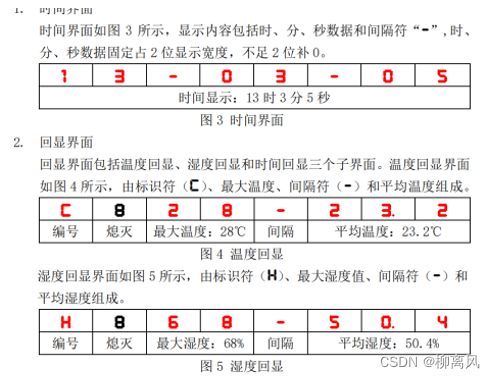 1. 时间界面
时间界面如图 3 所示，显示内容包括时、分、秒数据和间隔符“-”,时、
分、秒数据固定占 2 位显示宽度，不足 2 位补 0。
1 3 - 0 3 - 0 5
时间显示：13 时 3 分 5 秒
图 3 时间界面
2. 回显界面
回显界面包括温度回显、湿度回显和时间回显三个子界面。温度回显界面
如图 4 所示，由标识符（C）、最大温度、间隔符（-）和平均温度组成。
C 8 2 8 - 2 3. 2
编号 熄灭 最大温度：28℃ 间隔 平均温度：23.2℃
图 4 温度回显
湿度回显界面如图 5 所示，由标识符（H）、最大湿度值、间隔符（-）和
平均湿度组成。
H 8 6 8 - 5 0. 4
编号 熄灭 最大湿度：68% 间隔 平均湿度：50.4%
图 5 湿度回显
CSDN @柳离风